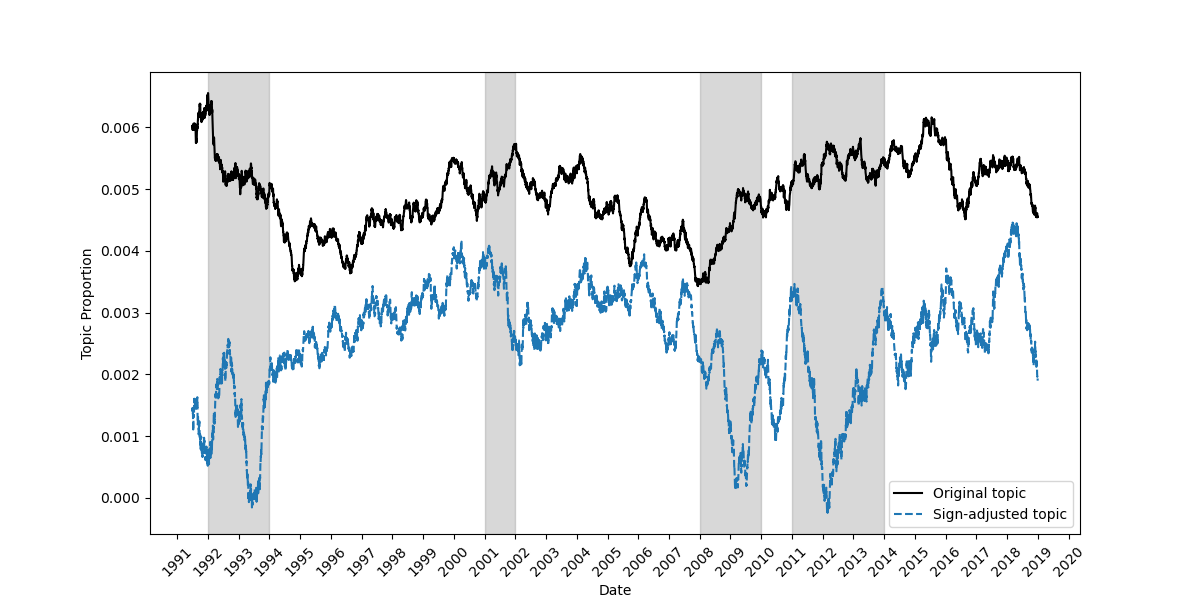 Topic Proportion
0.006
0.005
0.004
0.003
0.002
0.001
0.000
Original topic
Sign-adjusted topic
1991 1992 1993 1994 1995 1996 1997 1998 1999 2000 2001 2002 2003 2004 2005 2006 2007 2008 2009 2010 2011 2012 2013 2014 2015 2016 2017 2018 2019 2020
Date